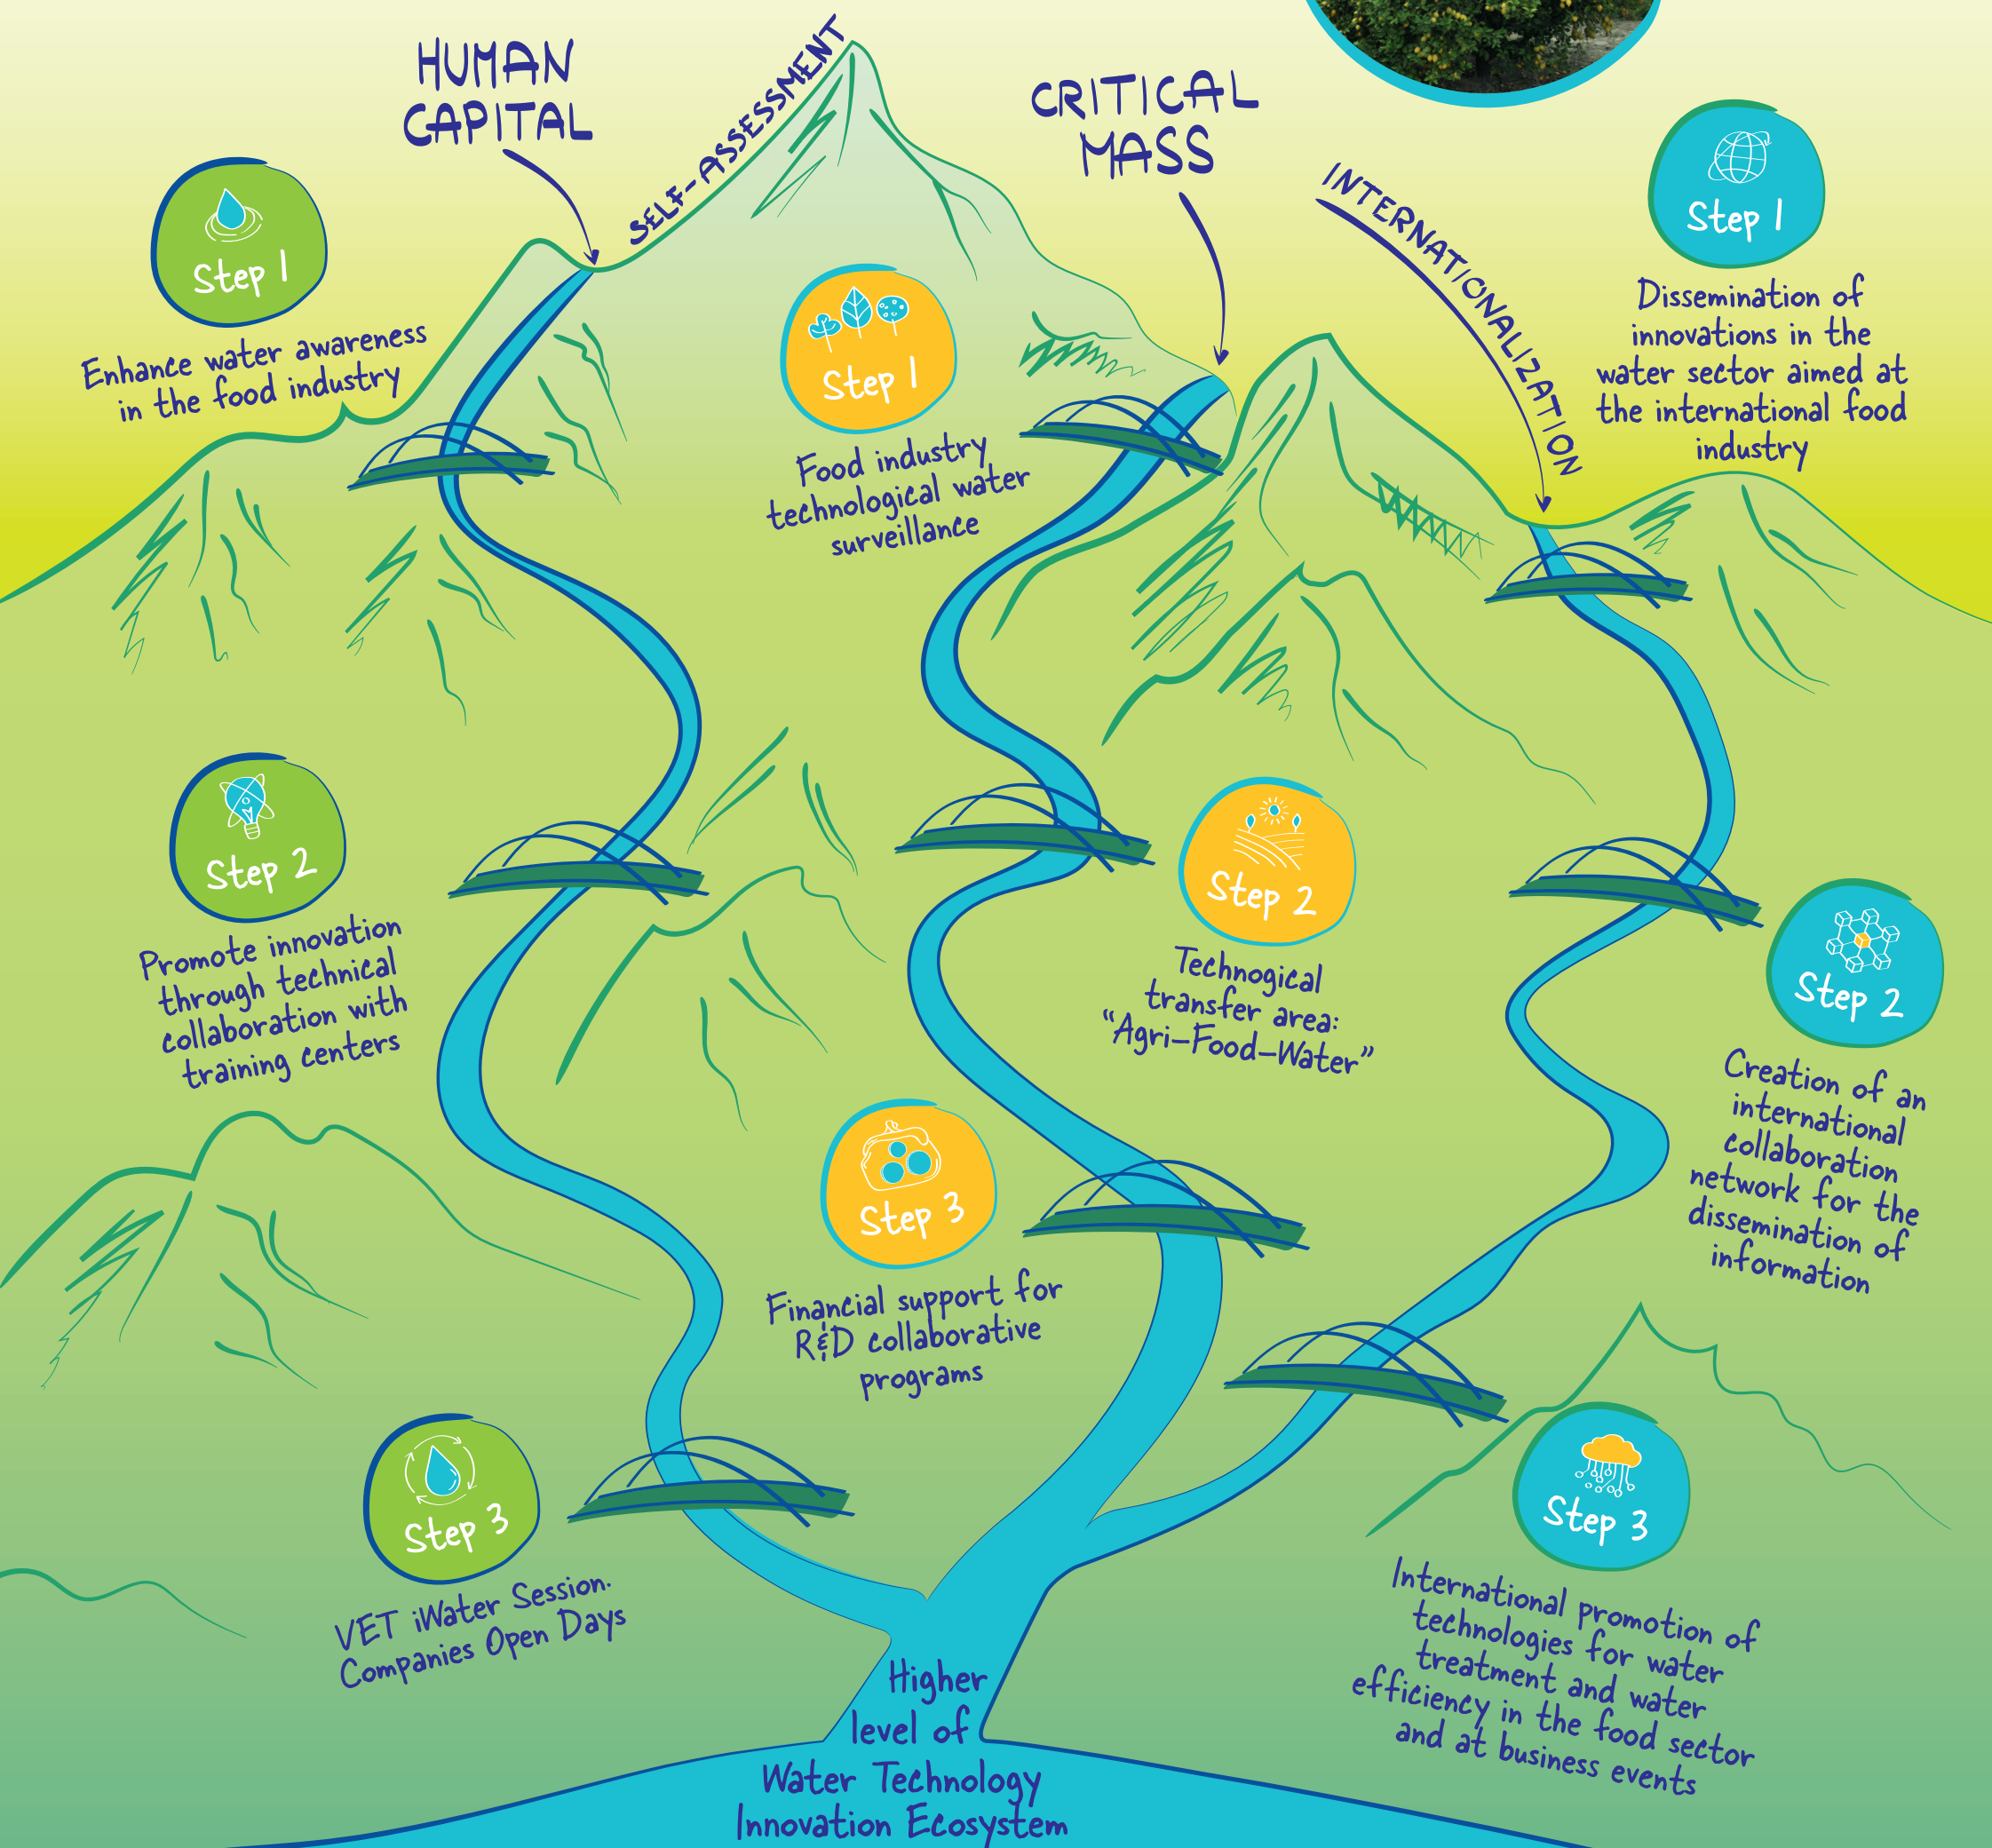 HUMAN
CAPITAL
SELF-ASSESSMENT
CRITICAL
MASS
INTERNATIONALIZATION
Step 1
Enhance water awareness
in the food industry
Step 1
Food industry
technological water
surveillance
Step 1
Dissemination of
innovations in the
water sector aimed at
the international food
industry
Step 2
Promote innovation
through technical
collaboration with
training centers
Step 2
Technogical
transfer area:
“Agri-Food-Water”
Step 2
Creation of an
international
collaboration
network for the
dissemination of
information
Step 3
Financial support for
R&D collaborative
programs
Step 3
VET iWater Session.
Companies Open Days
Step 3
International promotion of
technologies for water
treatment and water
efficiency in the food sector
and at business events
Higher
level of
Water Technology
Innovation Ecosystem